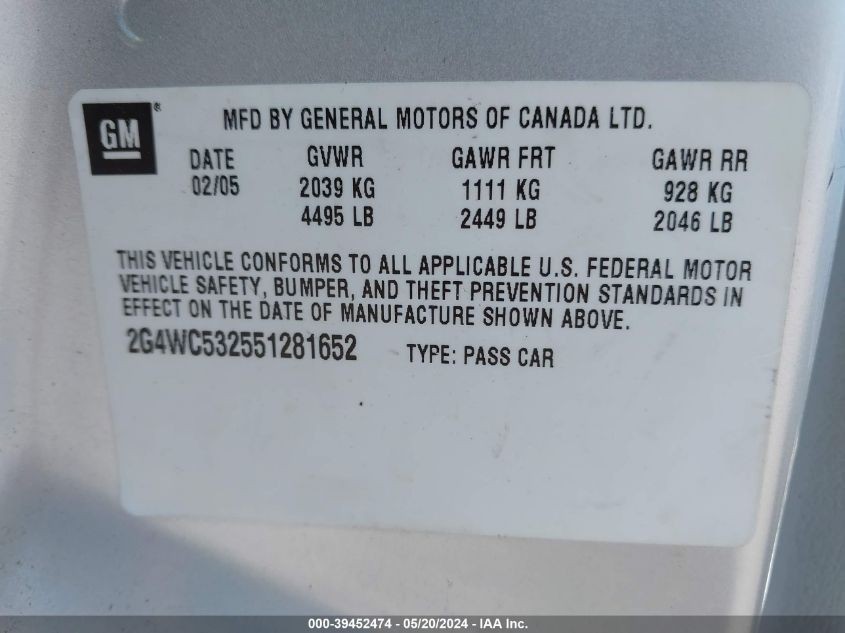 GM®
MFD BY GENERAL MOTORS OF CANADA LTD.
DATE GVWR GAWR FRT GAWR RR
02/05 2039 KG 1111 KG 928 KG
4495 LB 2449 LB 2046 LB
THIS VEHICLE CONFORMS TO ALL APPLICABLE U.S. FEDERAL MOTOR
VEHICLE SAFETY, BUMPER, AND THEFT PREVENTION STANDARDS IN
EFFECT ON THE DATE OF MANUFACTURE SHOWN ABOVE.
2G4WC532551281652 TYPE: PASS CAR
000-39452474 — 05/20/2024 — IAA Inc.